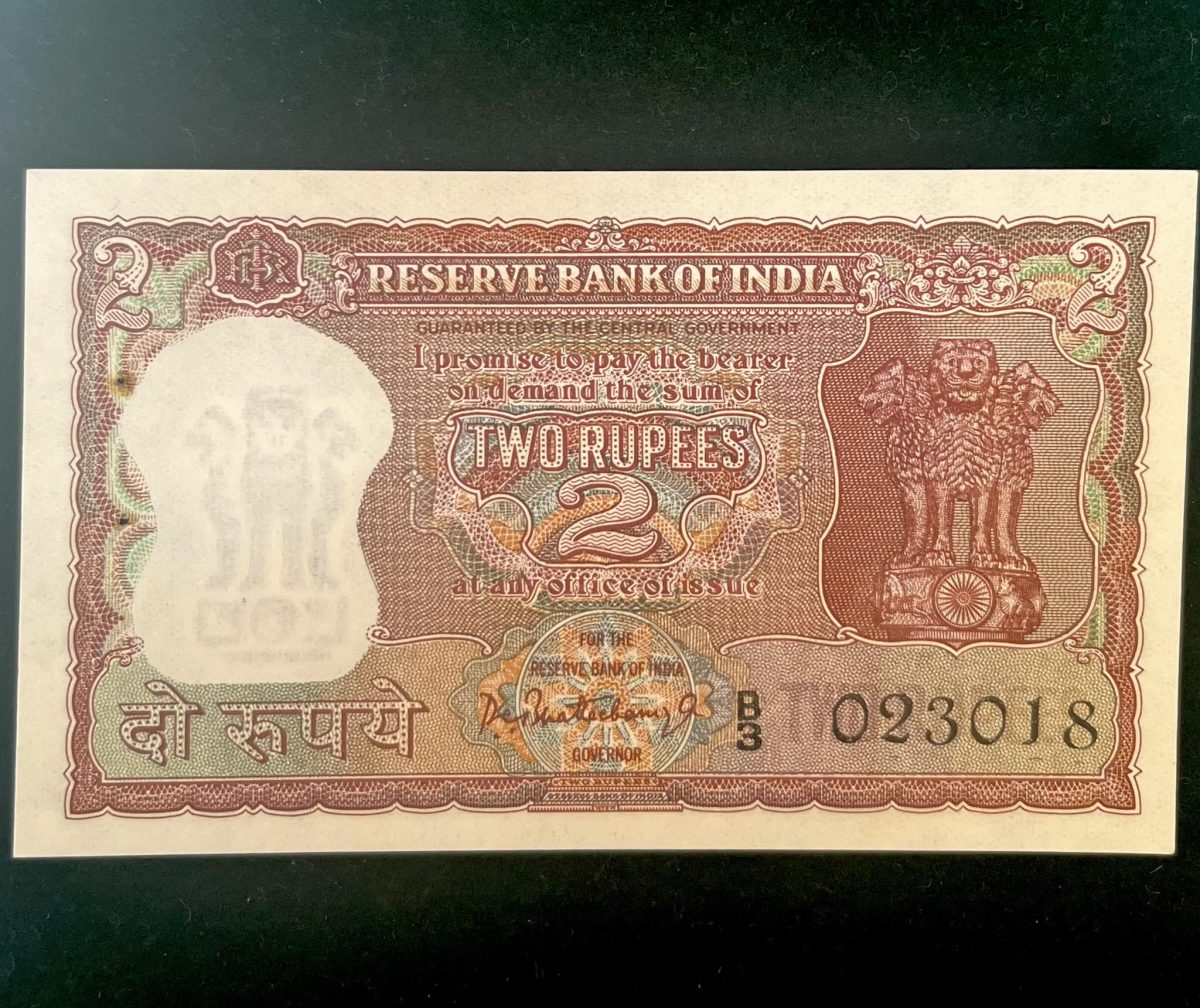 2
RESERVE BANK OF INDIA
2
GUARANTEED BY THE CENTRAL GOVERNMENT
I promise to pay the bearer
on demand the sum of
TWO RUPEES
2
at any office of issue
FOR THE
RESERVE BANK OF INDIA
GOVERNOR
दो रूपये
B
3
023018